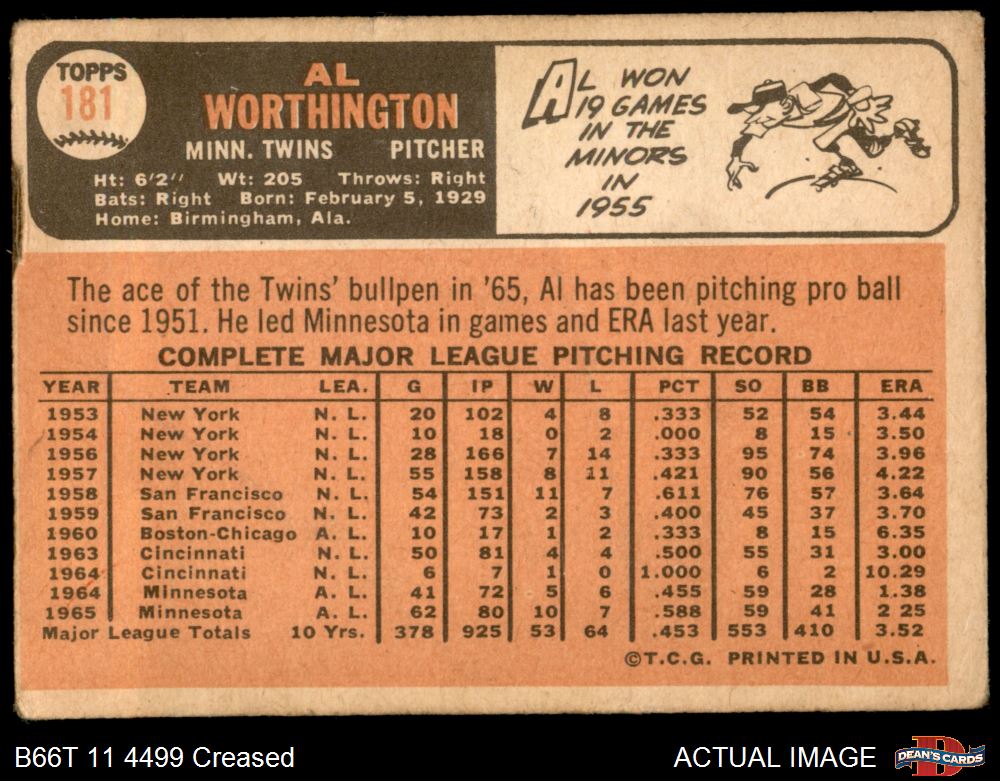 TOPPS
181
AL
WORTHINGTON
MINN. TWINS PITCHER
Ht: 6'2" Wt: 205 Throws: Right
Bats: Right Born: February 5, 1929
Home: Birmingham, Ala.
AL WON
19 GAMES
IN THE
MINORS
IN
1955
The ace of the Twins' bullpen in '65, Al has been pitching pro ball
since 1951. He led Minnesota in games and ERA last year.
COMPLETE MAJOR LEAGUE PITCHING RECORD
YEAR TEAM LEA. G IP W L PCT SO BB ERA
1953 New York N. L. 20 102 4 8 .333 52 54 3.44
1954 New York N. L. 10 18 0 2 .000 8 15 3.50
1956 New York N. L. 28 166 7 14 .333 95 74 3.96
1957 New York N. L. 55 158 8 11 .421 90 56 4.22
1958 San Francisco N. L. 54 151 11 7 .611 76 57 3.64
1959 San Francisco N. L. 42 73 2 3 .400 45 37 3.70
1960 Boston-Chicago A. L. 10 17 1 2 .333 8 15 6.35
1963 Cincinnati N. L. 50 81 4 4 .500 55 31 3.00
1964 Cincinnati N. L. 6 7 1 0 1.000 6 2 10.29
1964 Minnesota A. L. 41 72 5 6 .455 59 28 1.38
1965 Minnesota A. L. 62 80 10 7 .588 59 41 2 25
Major League Totals 10 Yrs. 378 925 53 64 .453 553 410 3.52
©T.C.G. PRINTED IN U.S.A.
B66T 11 4499 Creased
ACTUAL IMAGE
DEAN'S CARDS